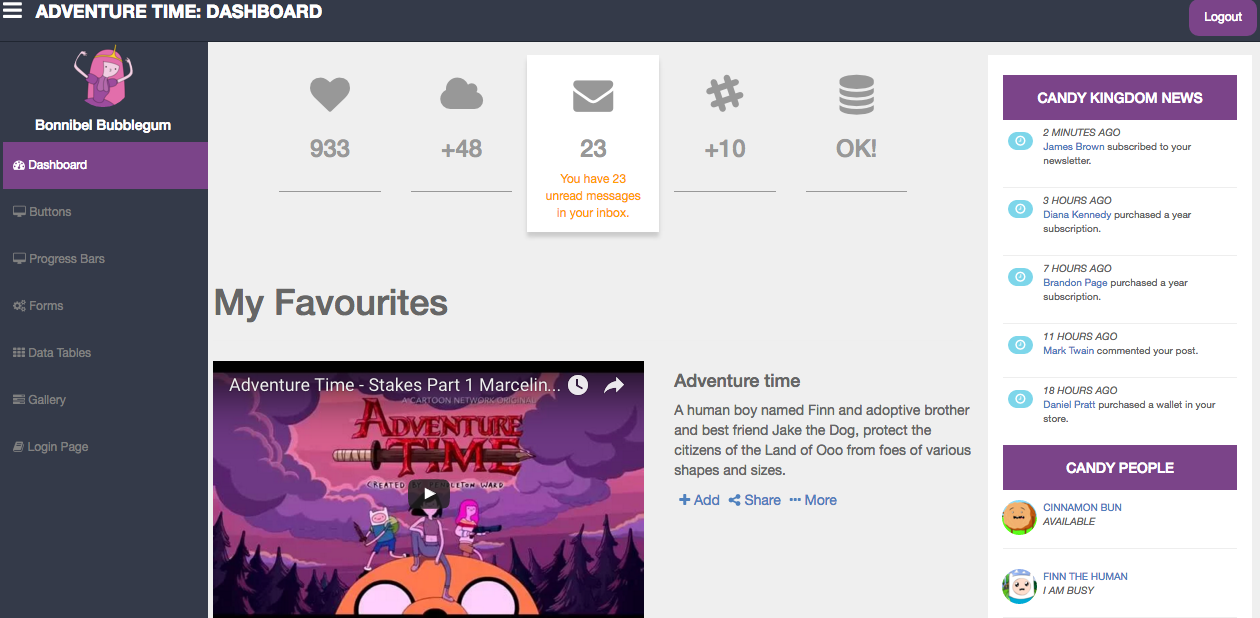 ADVENTURE TIME: DASHBOARD
Logout
Bonnibel Bubblegum
Dashboard
Buttons
Progress Bars
Forms
Data Tables
Gallery
Login Page
933
+48
23
You have 23
unread messages
in your inbox.
+10
OK!
My Favourites
Adventure Time - Stakes Part 1 Marcelin...
A CARTOON NETWORK ORIGINAL
ADVENTURE
TIME
CREATED BY PENDLETON WARD
Adventure time
A human boy named Finn and adoptive brother
and best friend Jake the Dog, protect the
citizens of the Land of Ooo from foes of various
shapes and sizes.
Add Share More
CANDY KINGDOM NEWS
2 MINUTES AGO
James Brown subscribed to your
newsletter.
3 HOURS AGO
Diana Kennedy purchased a year
subscription.
7 HOURS AGO
Brandon Page purchased a year
subscription.
11 HOURS AGO
Mark Twain commented your post.
18 HOURS AGO
Daniel Pratt purchased a wallet in your
store.
CANDY PEOPLE
CINNAMON BUN
AVAILABLE
FINN THE HUMAN
I AM BUSY